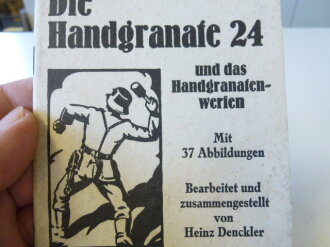 Die
Handgranate 24
und das
Handgranaten-
werfen
Mit
37 Abbildungen
Bearbeitet und
zusammengestellt
von
Heinz Denckler